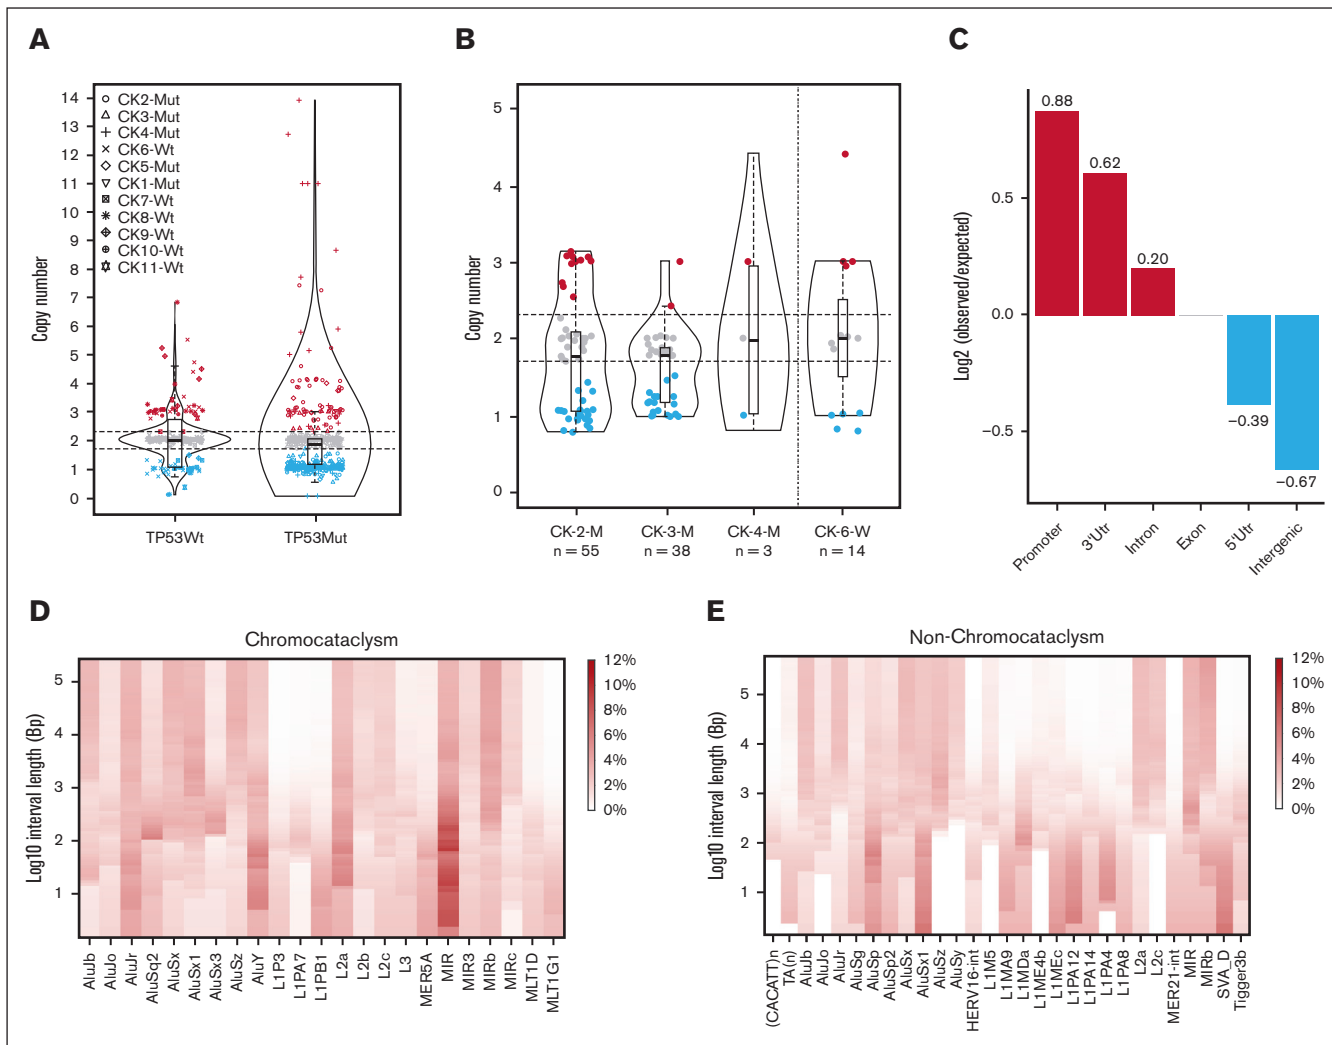 A
B
C
Copy number
14
13
12
11
10
9
8
7
6
5
4
3
2
1
0
CK2-Mut
CK3-Mut
CK4-Mut
CK6-Wt
CK5-Mut
CK1-Mut
CK7-Wt
CK8-Wt
CK9-Wt
CK10-Wt
CK11-Wt
TP53Wt
TP53Mut
Copy number
5
4
3
2
1
0
CK-2-M
CK-3-M
CK-4-M
CK-6-W
n = 55
n = 38
n = 3
n = 14
Log2 (observed/expected)
0.5
0.0
−0.5
0.88
0.62
0.20
−0.39
−0.67
Promoter
3'Utr
Intron
Exon
5'Utr
Intergenic
D
Chromocataclysm
Log10 interval length (Bp)
5
4
3
2
1
12%
10%
8%
6%
4%
2%
0%
AluJb
AluJo
AluJr
AluSq2
AluSx
AluSx1
AluSx3
AluSz
AluY
L1P3
L1PA7
L1PB1
L2a
L2b
L2c
L3
MER5A
MIR
MIR3
MIRb
MIRc
MLT1D
MLT1G1
E
Non-Chromocataclysm
Log10 interval length (Bp)
5
4
3
2
1
12%
10%
8%
6%
4%
2%
0%
(CACATT)n
TA(n)
AluJb
AluJo
AluJr
AluSg
AluSp
AluSp2
AluSx
AluSx1
AluSz
AluSy
HERV16-int
L1M5
L1MA9
L1MDa
L1ME4b
L1MEc
L1PA12
L1PA14
L1PA4
L1PA8
L2a
L2c
MER21-int
MIR
MIRb
SVA_D
Tigger3b